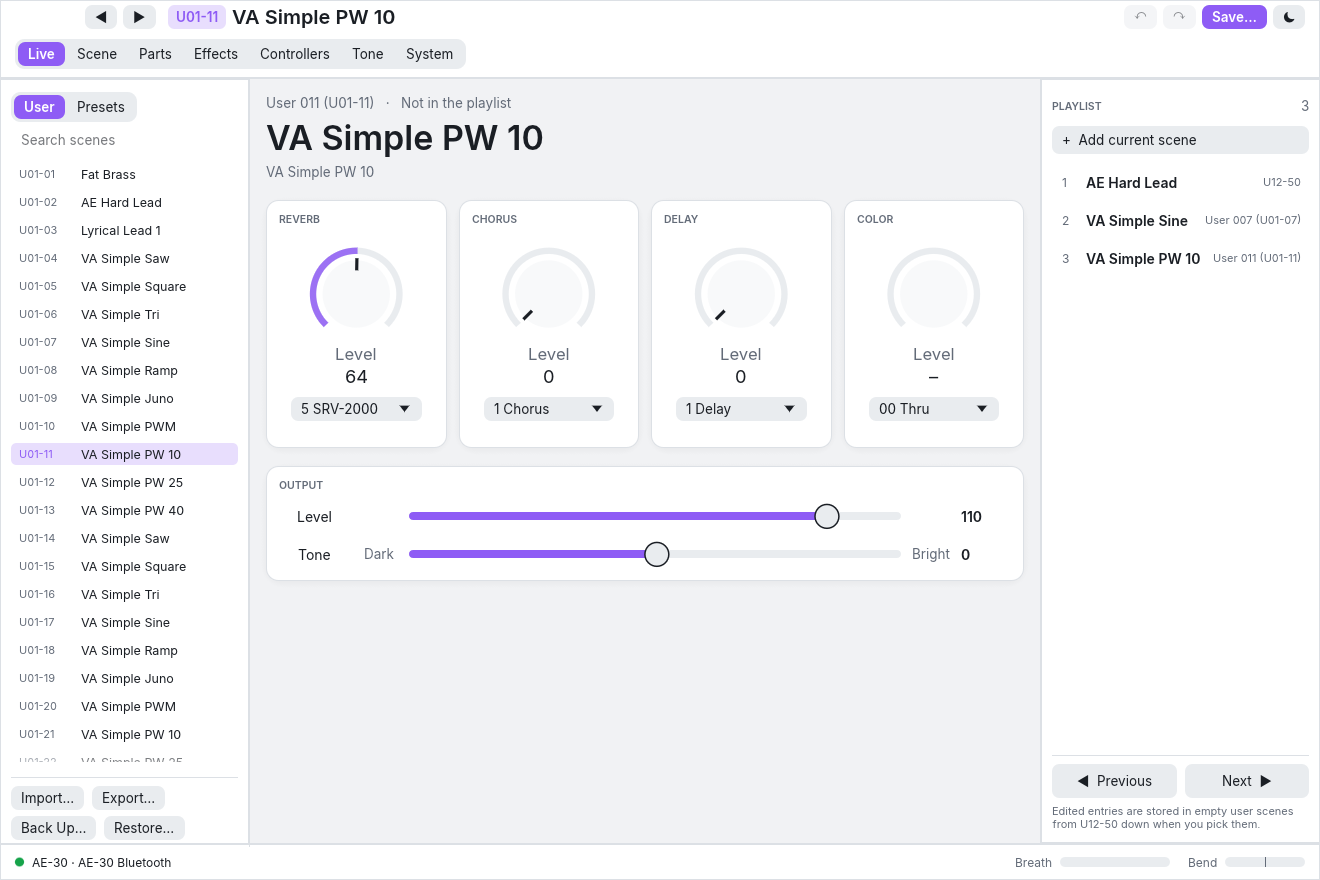 ◀ ▶ U01-11 VA Simple PW 10 Save...
Live Scene Parts Effects Controllers Tone System
User Presets
Search scenes
U01-01 Fat Brass
U01-02 AE Hard Lead
U01-03 Lyrical Lead 1
U01-04 VA Simple Saw
U01-05 VA Simple Square
U01-06 VA Simple Tri
U01-07 VA Simple Sine
U01-08 VA Simple Ramp
U01-09 VA Simple Juno
U01-10 VA Simple PWM
U01-11 VA Simple PW 10
U01-12 VA Simple PW 25
U01-13 VA Simple PW 40
U01-14 VA Simple Saw
U01-15 VA Simple Square
U01-16 VA Simple Tri
U01-17 VA Simple Sine
U01-18 VA Simple Ramp
U01-19 VA Simple Juno
U01-20 VA Simple PWM
U01-21 VA Simple PW 10
U01-22 VA Simple PW 25
Import... Export...
Back Up... Restore...
User 011 (U01-11) · Not in the playlist
VA Simple PW 10
VA Simple PW 10
REVERB
Level
64
5 SRV-2000
CHORUS
Level
0
1 Chorus
DELAY
Level
0
1 Delay
COLOR
Level
–
00 Thru
OUTPUT
Level 110
Tone Dark Bright 0
PLAYLIST 3
+ Add current scene
1 AE Hard Lead U12-50
2 VA Simple Sine User 007 (U01-07)
3 VA Simple PW 10 User 011 (U01-11)
◀ Previous Next ▶
Edited entries are stored in empty user scenes
from U12-50 down when you pick them.
AE-30 · AE-30 Bluetooth Breath Bend